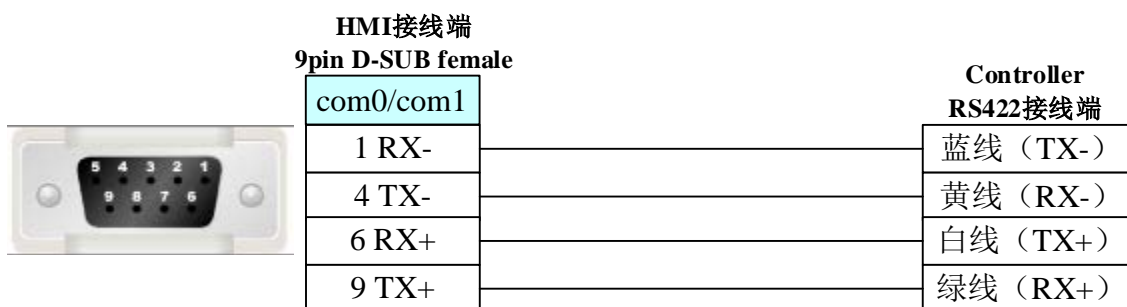 HMI接线端
9pin D-SUB female
com0/com1
1 RX-
4 TX-
6 RX+
9 TX+
Controller
RS422接线端
蓝线（TX-）
黄线（RX-）
白线（TX+）
绿线（RX+）
5 4 3 2 1
9 8 7 6